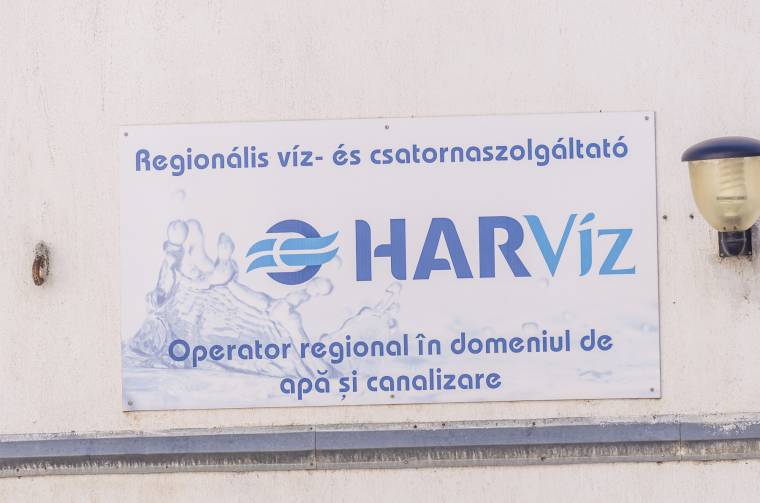 Regionális víz- és csatornaszolgáltató
HARVíz
Operator regional în domeniul de
apă și canalizare